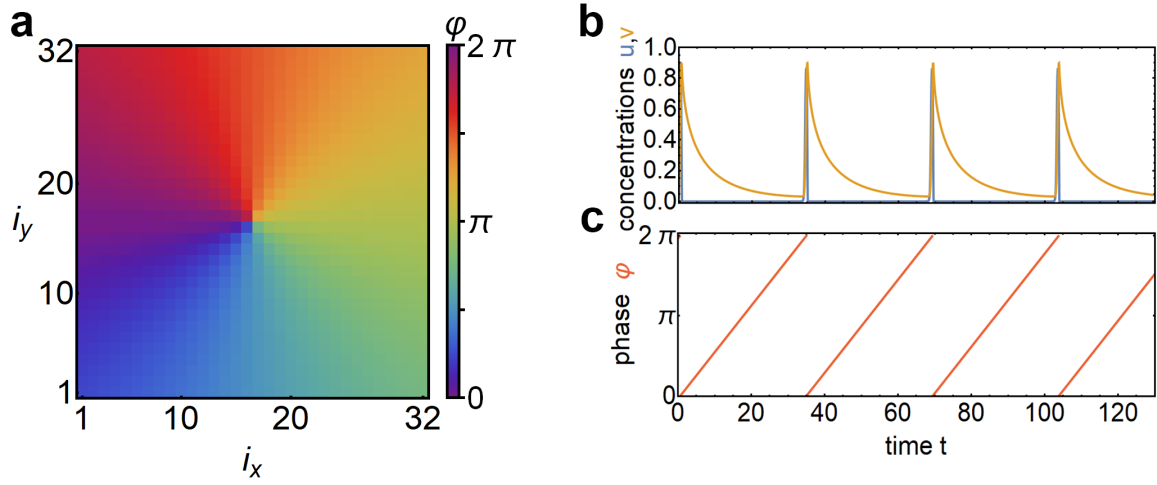 a
φ
2 π
π
0
32
20
10
1
i_y
1
10
20
32
i_x
b
concentrations u,v
1.0
0.8
0.6
0.4
0.2
0.0
c
phase φ
2 π
π
0
0
20
40
60
80
100
120
time t